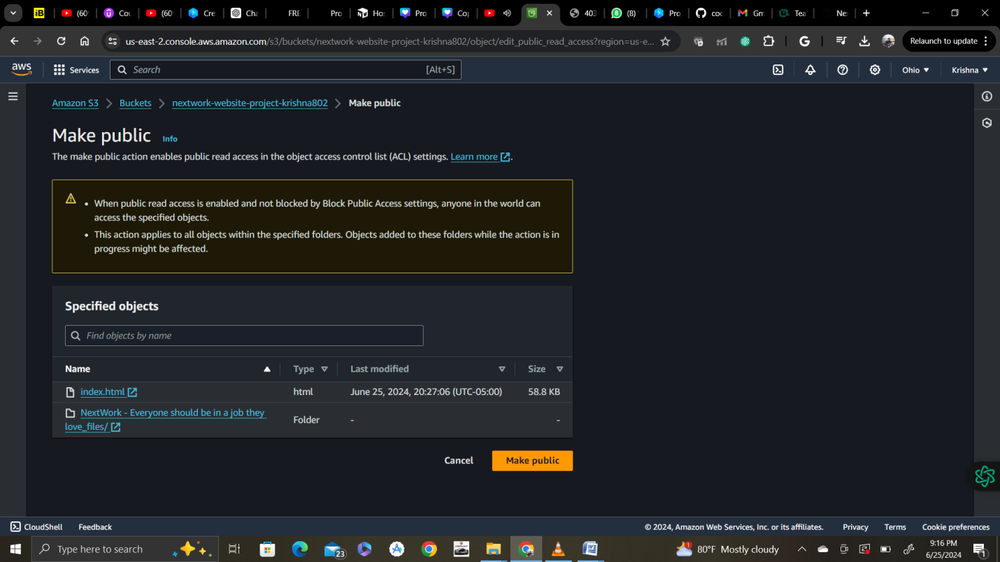 (60
Cou
(60
Cre
Cha
FRE
Pro
Hos
Pro
Cop
403
(8)
Pro
coc
Gm
Tea
Ne
us-east-2.console.aws.amazon.com/s3/buckets/nextwork-website-project-krishna802/object/edit_public_read_access?region=us-e...
Relaunch to update
aws
Services
Search
[Alt+S]
Ohio
Krishna
Amazon S3
Buckets
nextwork-website-project-krishna802
Make public
Make public
Info
The make public action enables public read access in the object access control list (ACL) settings. Learn more.
• When public read access is enabled and not blocked by Block Public Access settings, anyone in the world can
access the specified objects.
• This action applies to all objects within the specified folders. Objects added to these folders while the action is in
progress might be affected.
Specified objects
Find objects by name
Name
Type
Last modified
Size
index.html
html
June 25, 2024, 20:27:06 (UTC-05:00)
58.8 KB
NextWork - Everyone should be in a job they
love_files/
Folder
-
-
Cancel
Make public
CloudShell
Feedback
© 2024, Amazon Web Services, Inc. or its affiliates.
Privacy
Terms
Cookie preferences
Type here to search
23
1
80°F Mostly cloudy
9:16 PM
6/25/2024
1